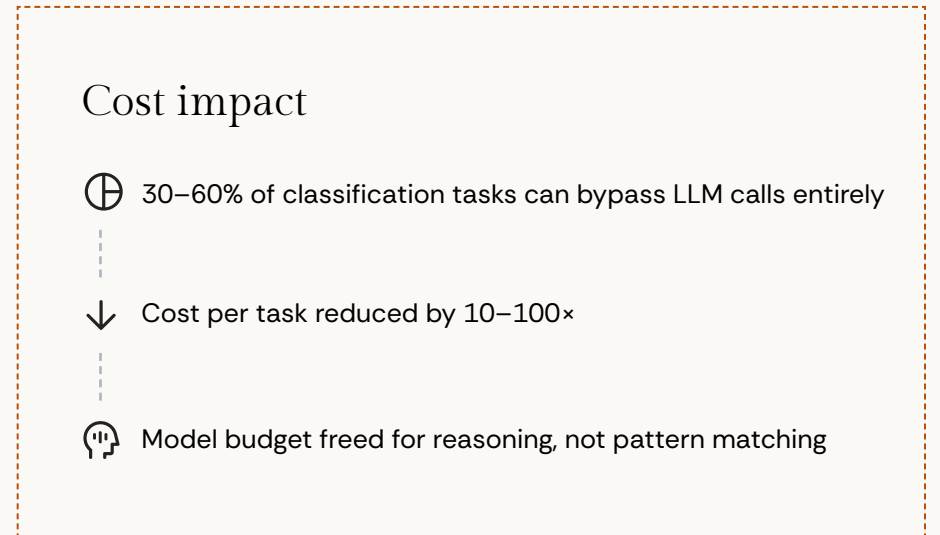 Cost impact
30–60% of classification tasks can bypass LLM calls entirely
Cost per task reduced by 10–100×
Model budget freed for reasoning, not pattern matching